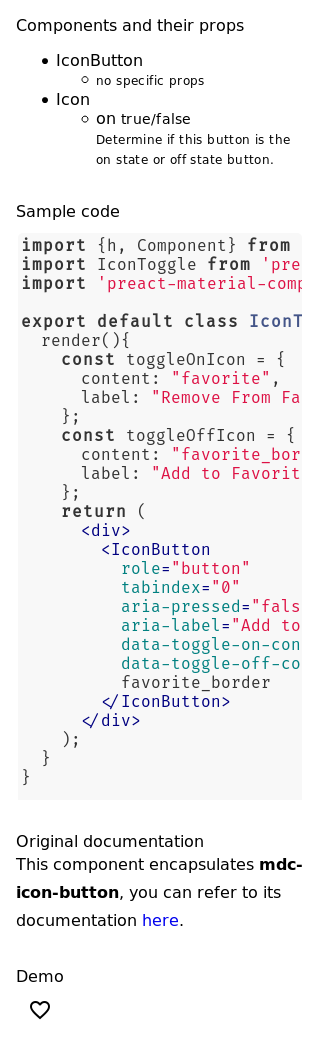 Components and their props
IconButton
no specific props
Icon
on true/false
Determine if this button is the
on state or off state button.
Sample code
import {h, Component} from
import IconToggle from 'pre
import 'preact-material-comp
export default class IconT
render(){
const toggleOnIcon = {
content: "favorite",
label: "Remove From Fa
};
const toggleOffIcon = {
content: "favorite_bor
label: "Add to Favorit
};
return (
<div>
<IconButton
role="button"
tabindex="0"
aria-pressed="fals
aria-label="Add to
data-toggle-on-con
data-toggle-off-co
favorite_border
</IconButton>
</div>
);
}
}
Original documentation
This component encapsulates mdc-
icon-button, you can refer to its
documentation here.
Demo